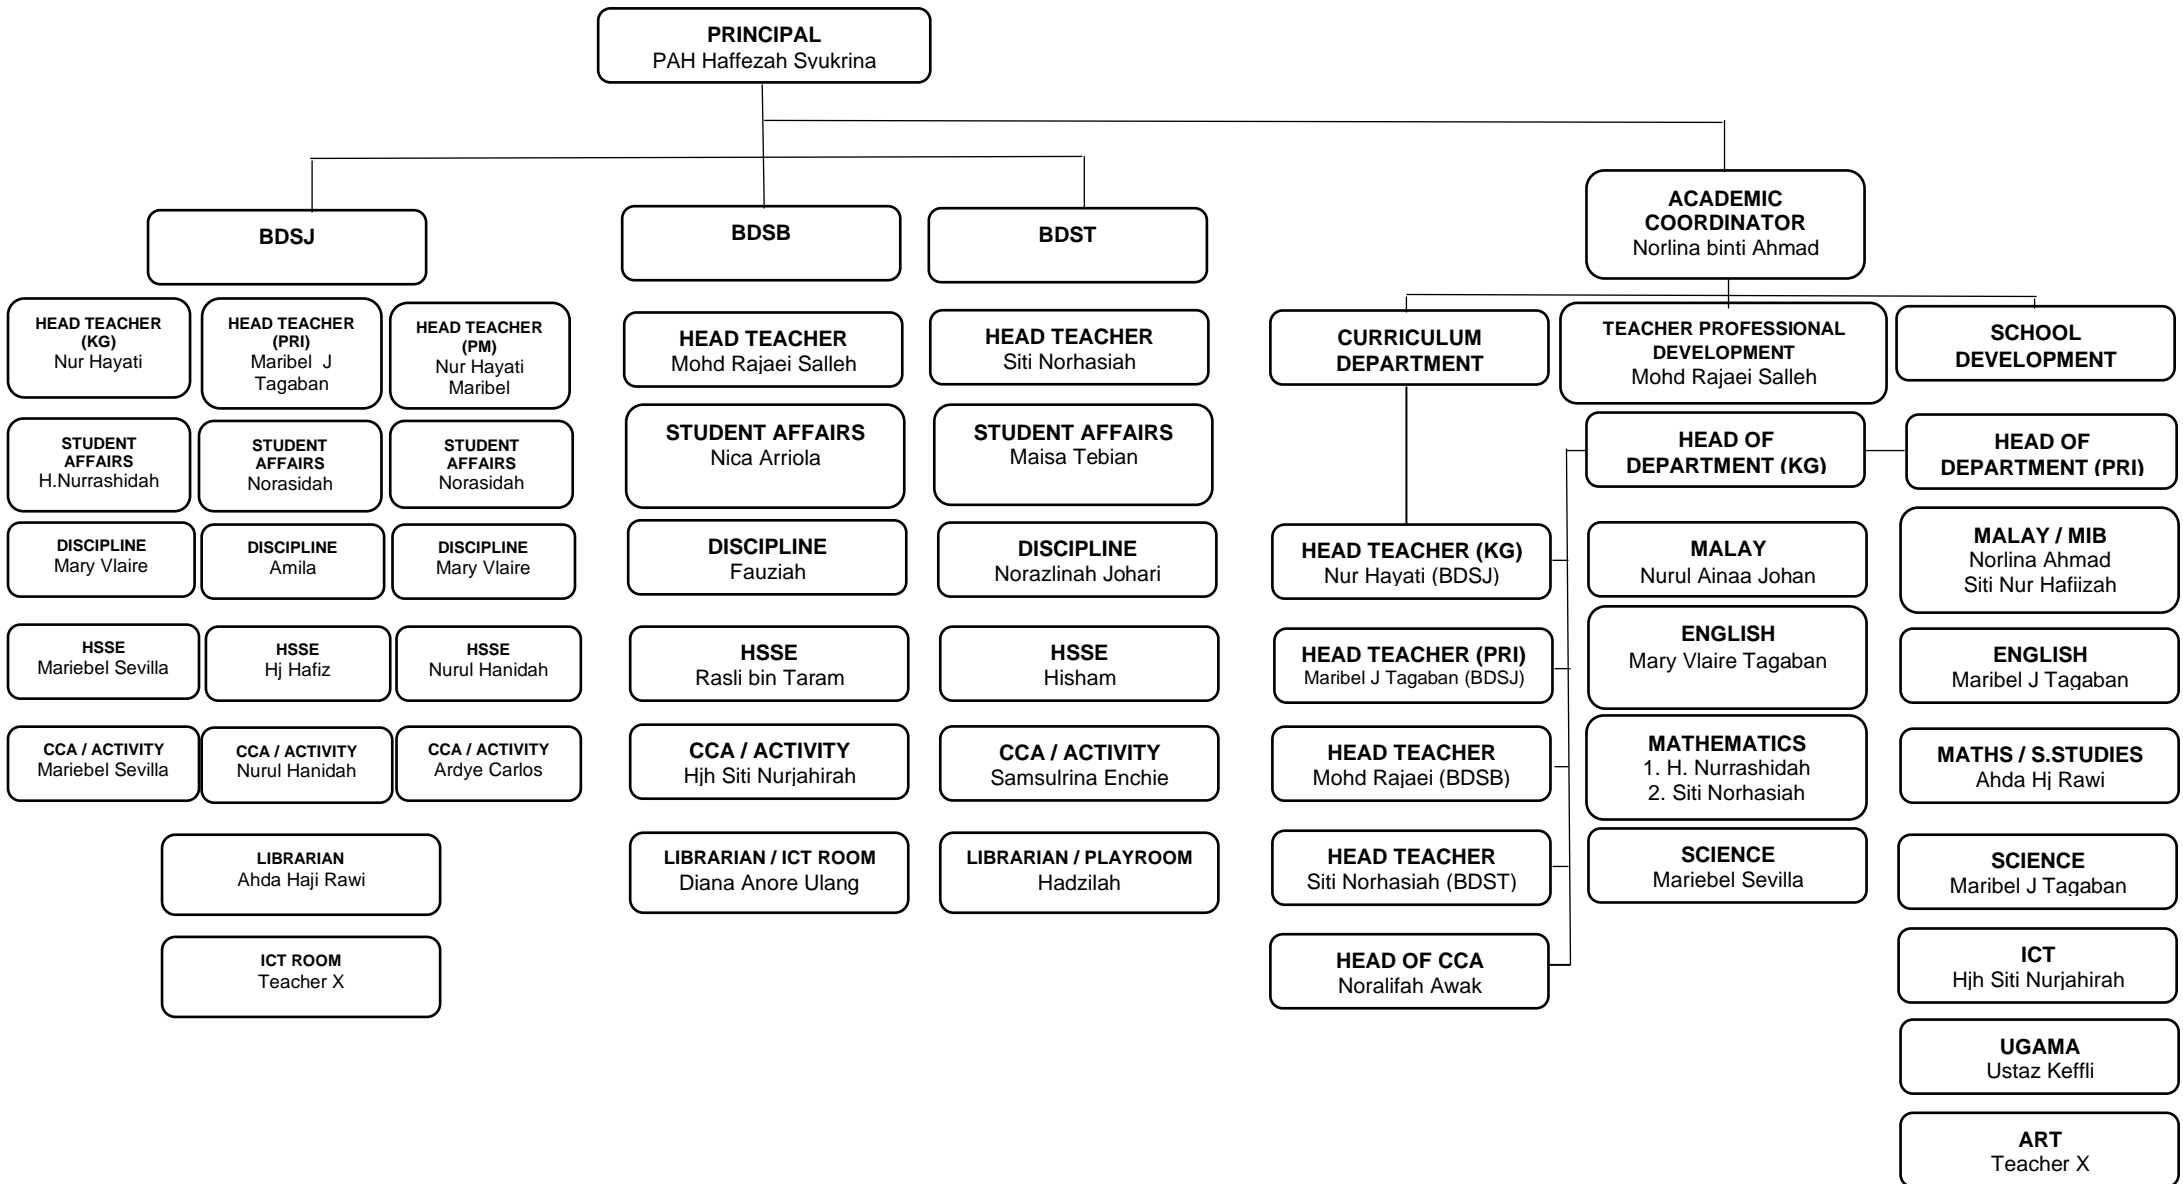 PRINCIPAL
PAH Haffezah Syukrina
BDSJ
BDSB
BDST
ACADEMIC
COORDINATOR
Norlina binti Ahmad
HEAD TEACHER
(KG)
Nur Hayati
HEAD TEACHER
(PRI)
Maribel J
Tagaban
HEAD TEACHER
(PM)
Nur Hayati
Maribel
STUDENT
AFFAIRS
H.Nurrashidah
STUDENT
AFFAIRS
Norasidah
STUDENT
AFFAIRS
Norasidah
DISCIPLINE
Mary Vlaire
DISCIPLINE
Amila
DISCIPLINE
Mary Vlaire
HSSE
Mariebel Sevilla
HSSE
Hj Hafiz
HSSE
Nurul Hanidah
CCA / ACTIVITY
Mariebel Sevilla
CCA / ACTIVITY
Nurul Hanidah
CCA / ACTIVITY
Ardye Carlos
LIBRARIAN
Ahda Haji Rawi
ICT ROOM
Teacher X
HEAD TEACHER
Mohd Rajaei Salleh
STUDENT AFFAIRS
Nica Arriola
DISCIPLINE
Fauziah
HSSE
Rasli bin Taram
CCA / ACTIVITY
Hjh Siti Nurjahirah
LIBRARIAN / ICT ROOM
Diana Anore Ulang
HEAD TEACHER
Siti Norhasiah
STUDENT AFFAIRS
Maisa Tebian
DISCIPLINE
Norazlinah Johari
HSSE
Hisham
CCA / ACTIVITY
Samsulrina Enchie
LIBRARIAN / PLAYROOM
Hadzilah
CURRICULUM
DEPARTMENT
TEACHER PROFESSIONAL
DEVELOPMENT
Mohd Rajaei Salleh
SCHOOL
DEVELOPMENT
HEAD TEACHER (KG)
Nur Hayati (BDSJ)
HEAD TEACHER (PRI)
Maribel J Tagaban (BDSJ)
HEAD TEACHER
Mohd Rajaei (BDSB)
HEAD TEACHER
Siti Norhasiah (BDST)
HEAD OF CCA
Noralifah Awak
HEAD OF
DEPARTMENT (KG)
MALAY
Nurul Ainaa Johan
ENGLISH
Mary Vlaire Tagaban
MATHEMATICS
1. H. Nurrashidah
2. Siti Norhasiah
SCIENCE
Mariebel Sevilla
HEAD OF
DEPARTMENT (PRI)
MALAY / MIB
Norlina Ahmad
Siti Nur Hafiizah
ENGLISH
Maribel J Tagaban
MATHS / S.STUDIES
Ahda Hj Rawi
SCIENCE
Maribel J Tagaban
ICT
Hjh Siti Nurjahirah
UGAMA
Ustaz Keffli
ART
Teacher X